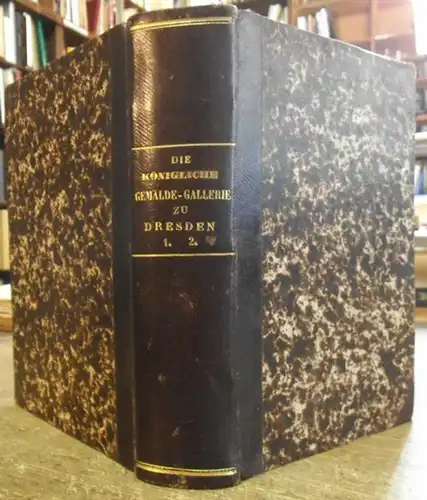 DIE
KÖNIGLICHE
GEMÄLDE-GALLERIE
ZU
DRESDEN
1. 2.